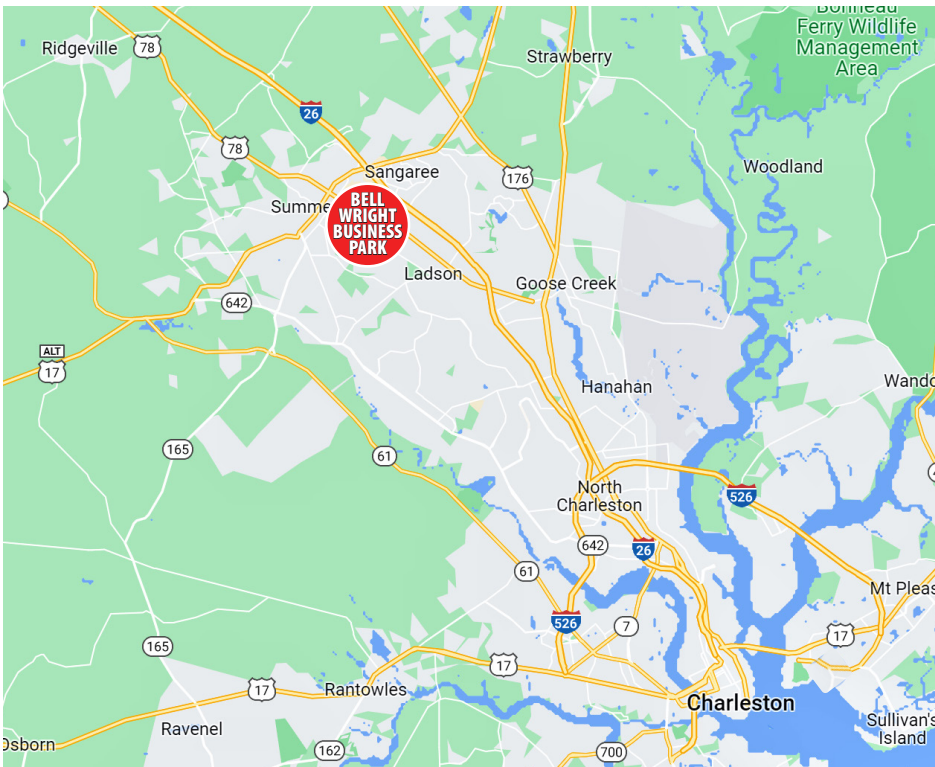 Bonneau
Ferry Wildlife
Management
Area
Ridgeville
78
Strawberry
26
78
Woodland
Sangaree
176
Summe
BELL
WRIGHT
BUSINESS
PARK
Ladson
Goose Creek
642
ALT
17
Hanahan
Wando
165
61
526
North
Charleston
642
26
61
Mt Pleas
526
7
17
165
17
17
Rantowles
Charleston
Ravenel
Sullivan's
Island
Osborn
162
700